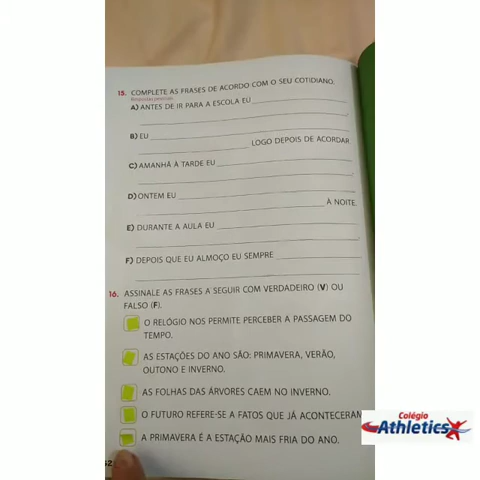 15. COMPLETE AS FRASES DE ACORDO COM O SEU COTIDIANO.
Respostas pessoais.
A) ANTES DE IR PARA A ESCOLA EU
B) EU
LOGO DEPOIS DE ACORDAR.
C) AMANHÃ À TARDE EU
D) ONTEM EU
À NOITE.
E) DURANTE A AULA EU
F) DEPOIS QUE EU ALMOÇO EU SEMPRE
16. ASSINALE AS FRASES A SEGUIR COM VERDADEIRO (V) OU
FALSO (F).
O RELÓGIO NOS PERMITE PERCEBER A PASSAGEM DO
TEMPO.
AS ESTAÇÕES DO ANO SÃO: PRIMAVERA, VERÃO,
OUTONO E INVERNO.
AS FOLHAS DAS ÁRVORES CAEM NO INVERNO.
O FUTURO REFERE-SE A FATOS QUE JÁ ACONTECERAM
A PRIMAVERA É A ESTAÇÃO MAIS FRIA DO ANO.
Colégio
Athletics